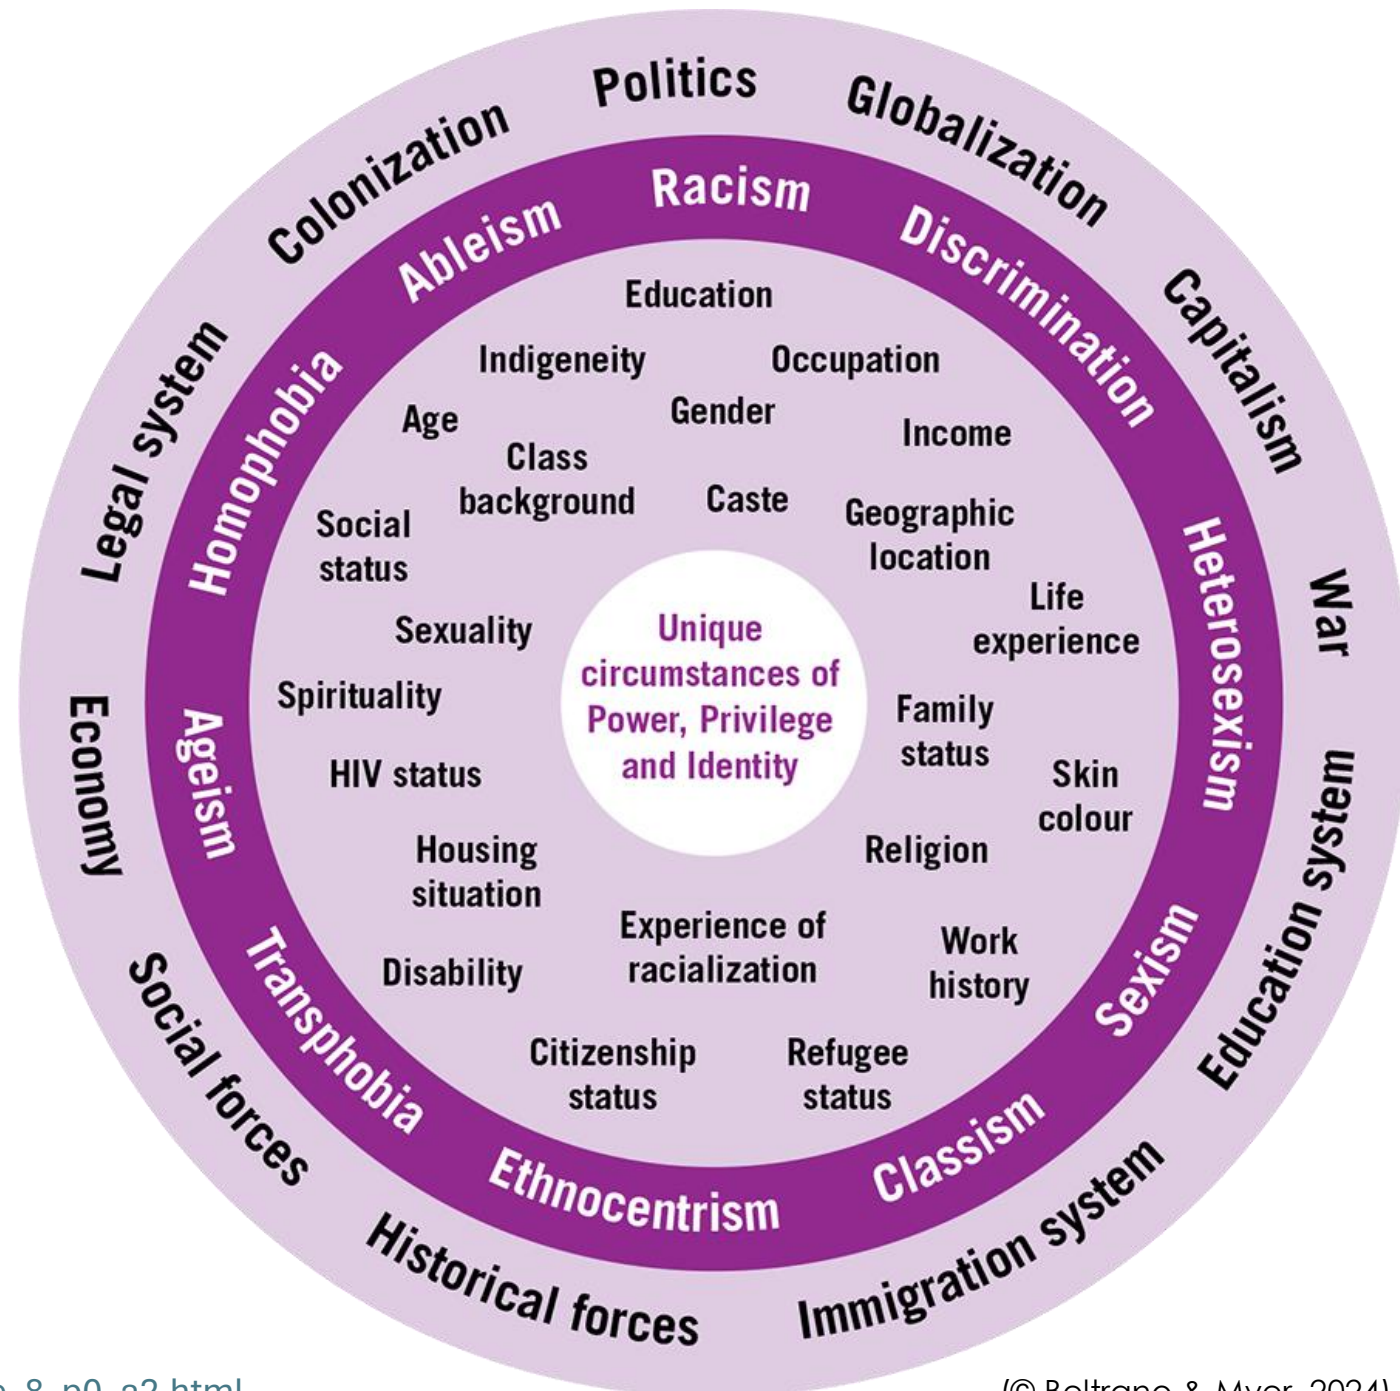 Politics
Globalization
Capitalism
War
Education system
Immigration system
Historical forces
Social forces
Economy
Legal system
Colonization
Racism
Discrimination
Heterosexism
Sexism
Classism
Ethnocentrism
Transphobia
Ageism
Homophobia
Ableism
Education
Indigeneity
Occupation
Age
Gender
Income
Class
background
Caste
Geographic
location
Social
status
Life
experience
Sexuality
Spirituality
Family
status
HIV status
Skin
colour
Housing
situation
Religion
Experience of
racialization
Work
history
Disability
Citizenship
status
Refugee
status
Unique
circumstances of
Power, Privilege
and Identity